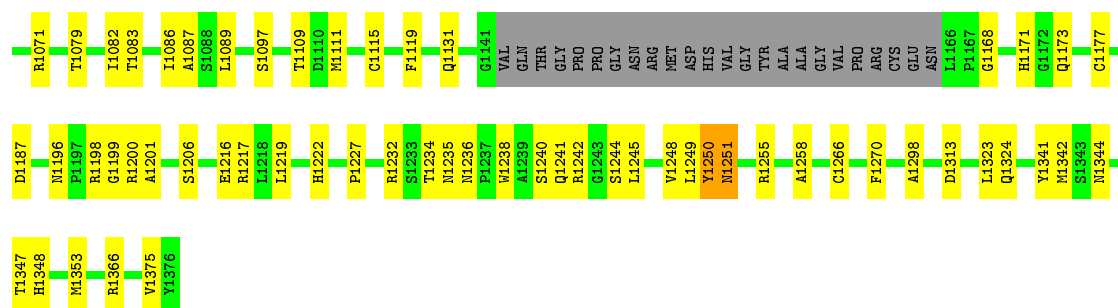 R1071 T1079 I1082 T1083 I1086 A1087 S1088 L1089 S1097 T1109 D1110 M1111 C1115 F1119 Q1131 G1141 VAL GLN THR GLY PRO PRO GLY ASN ARG MET ASP HIS VAL GLY TYR ALA ALA GLY VAL PRO ARG CYS GLU ASN L1166 P1167 G1168 H1171 G1172 Q1173 C1177
D1187 N1196 P1197 R1198 G1199 R1200 A1201 S1206 E1216 R1217 L1218 L1219 H1222 P1227 R1232 S1233 T1234 N1235 N1236 P1237 W1238 A1239 S1240 Q1241 R1242 G1243 S1244 L1245 V1248 L1249 Y1250 N1251 R1255 A1258 C1266 F1270 A1298 D1313 L1323 Q1324 Y1341 M1342 S1343 N1344
T1347 H1348 M1353 R1366 V1375 Y1376